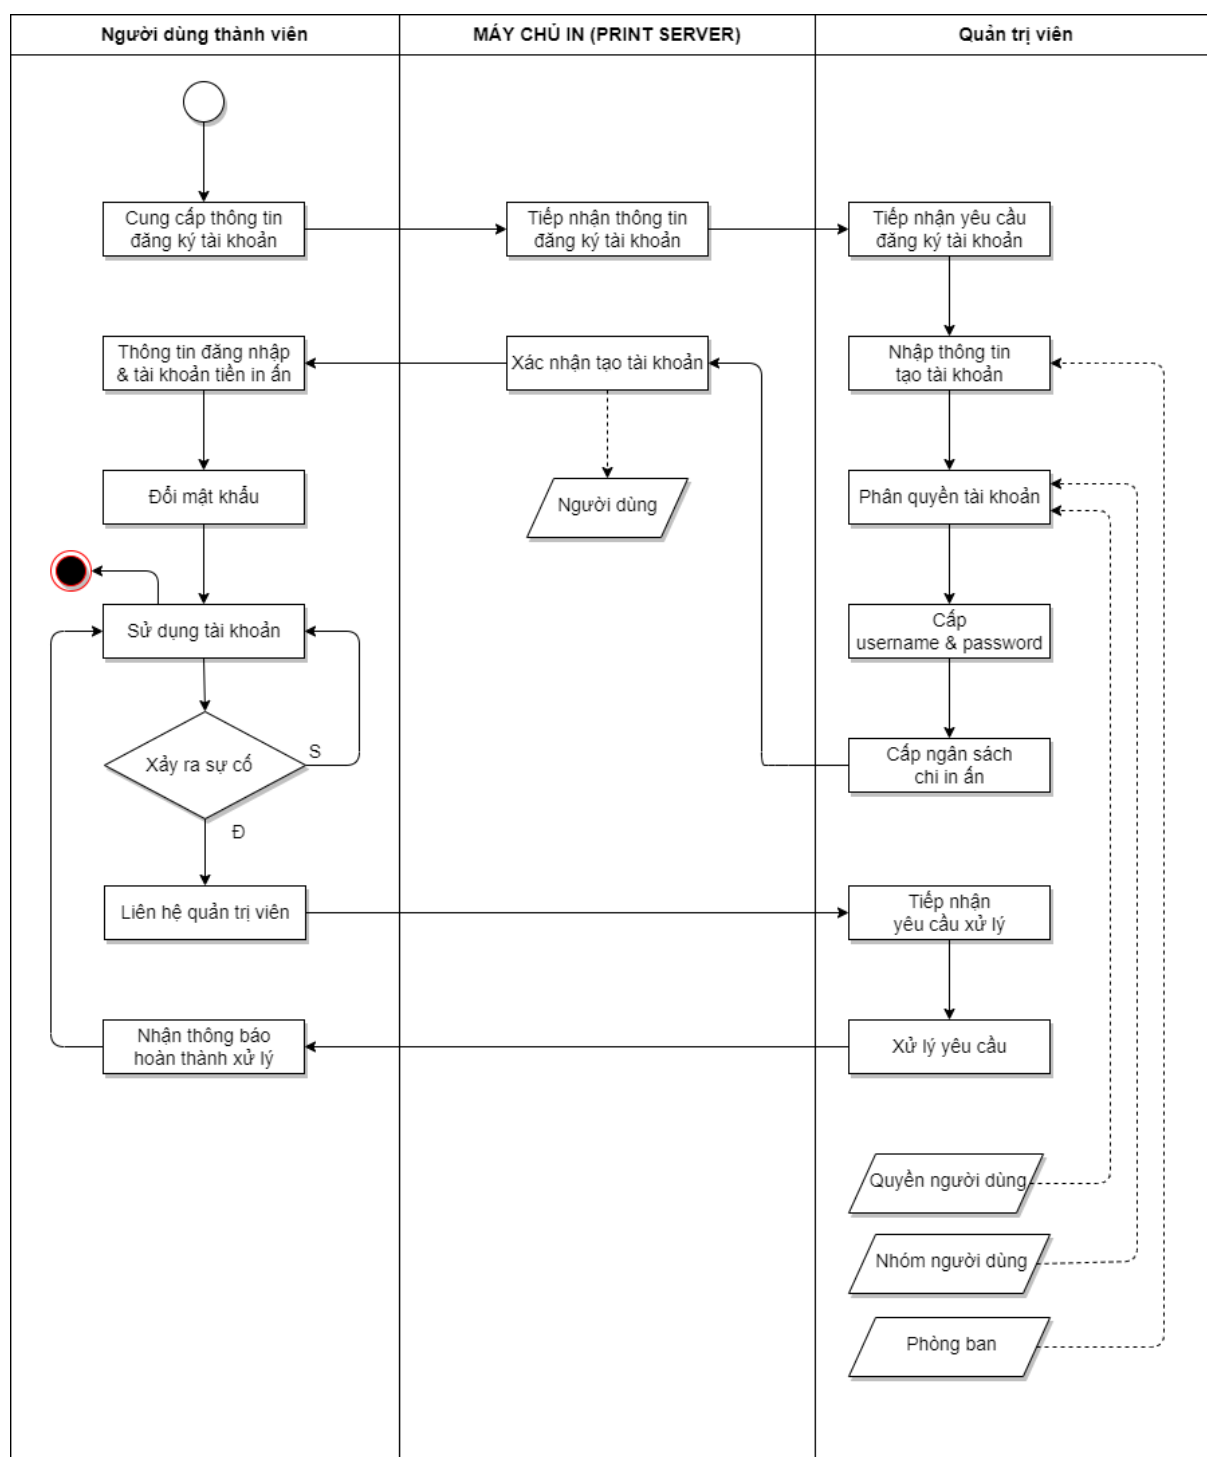 Người dùng thành viên
MÁY CHỦ IN (PRINT SERVER)
Quản trị viên
Cung cấp thông tin
đăng ký tài khoản
Tiếp nhận thông tin
đăng ký tài khoản
Tiếp nhận yêu cầu
đăng ký tài khoản
Thông tin đăng nhập
& tài khoản tiền in ấn
Xác nhận tạo tài khoản
Nhập thông tin
tạo tài khoản
Đổi mật khẩu
Người dùng
Phân quyền tài khoản
Sử dụng tài khoản
Cấp
username & password
Xảy ra sự cố
S
Đ
Cấp ngân sách
chi in ấn
Liên hệ quản trị viên
Tiếp nhận
yêu cầu xử lý
Nhận thông báo
hoàn thành xử lý
Xử lý yêu cầu
Quyền người dùng
Nhóm người dùng
Phòng ban